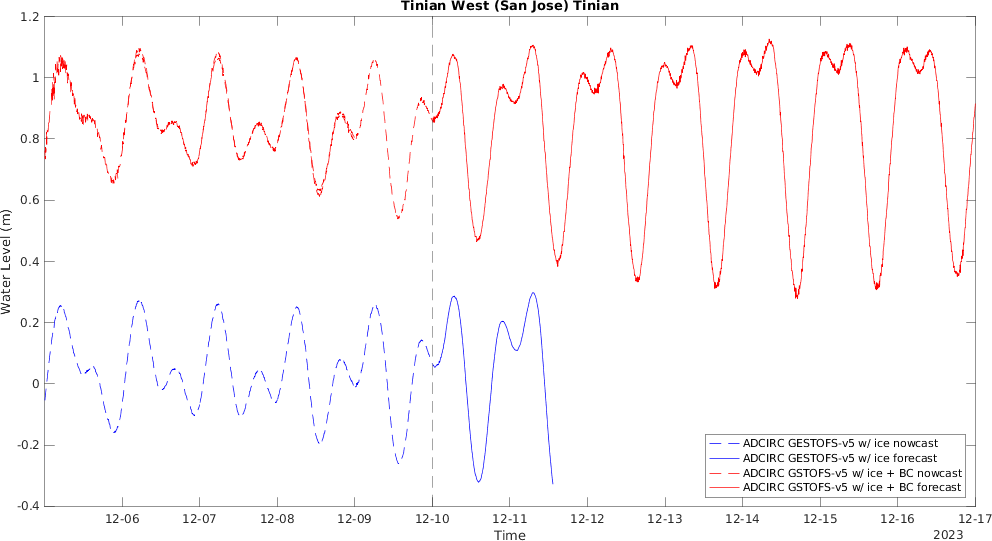 Tinian West (San Jose) Tinian
1.2
1
0.8
0.6
0.4
0.2
0
-0.2
-0.4
Water Level (m)
ADCIRC GESTOFS-v5 w/ ice nowcast
ADCIRC GESTOFS-v5 w/ ice forecast
ADCIRC GSTOFS-v5 w/ ice + BC nowcast
ADCIRC GSTOFS-v5 w/ ice + BC forecast
12-06 12-07 12-08 12-09 12-10 12-11 12-12 12-13 12-14 12-15 12-16 12-17
Time
2023